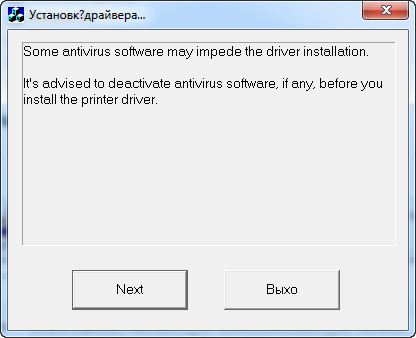 Установк?драйвера...
Some antivirus software may impede the driver installation.
It's advised to deactivate antivirus software, if any, before you
install the printer driver.
Next
Выхо